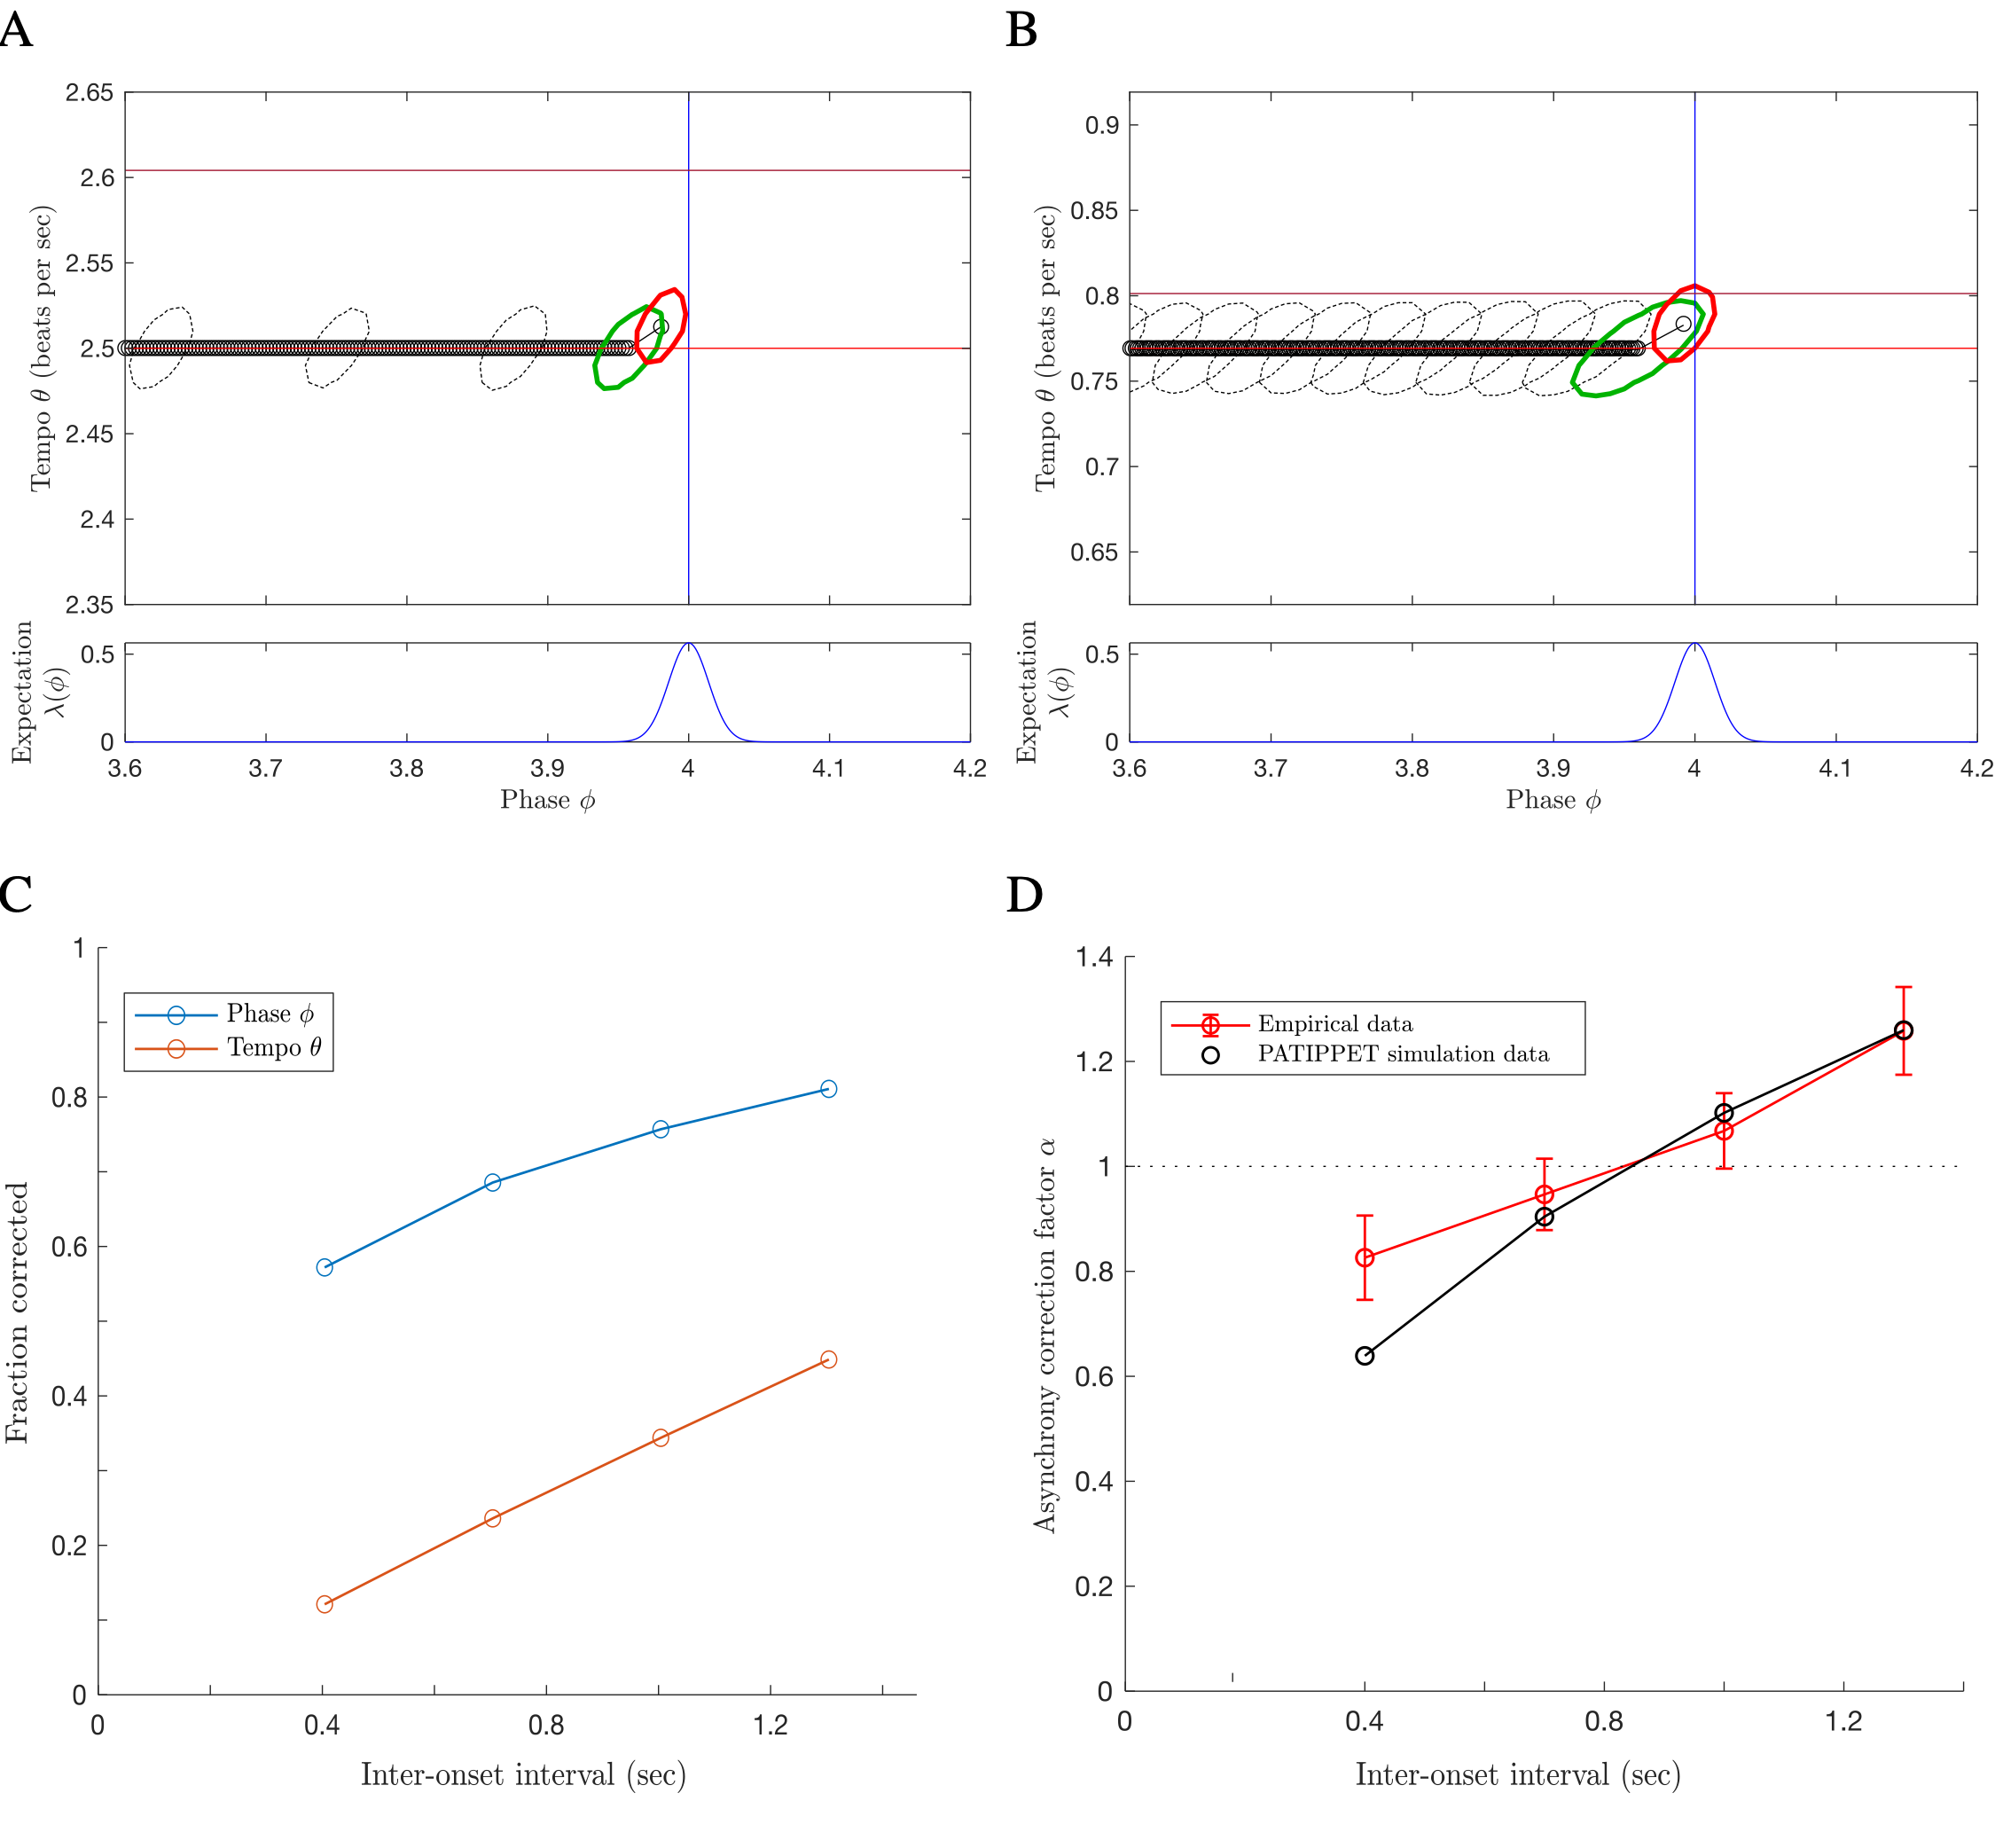 A
2.65
2.6
2.55
2.5
2.45
2.4
2.35
Tempo θ (beats per sec)
0.5
0
Expectation
λ(ϕ)
3.6 3.7 3.8 3.9 4 4.1 4.2
Phase ϕ
B
0.9
0.85
0.8
0.75
0.7
0.65
Tempo θ (beats per sec)
0.5
0
Expectation
λ(ϕ)
3.6 3.7 3.8 3.9 4 4.1 4.2
Phase ϕ
C
1
0.8
0.6
0.4
0.2
0
Fraction corrected
Phase ϕ
Tempo θ
0 0.4 0.8 1.2
Inter-onset interval (sec)
D
1.4
1.2
1
0.8
0.6
0.4
0.2
0
Asynchrony correction factor α
Empirical data
PATIPPET simulation data
0 0.4 0.8 1.2
Inter-onset interval (sec)